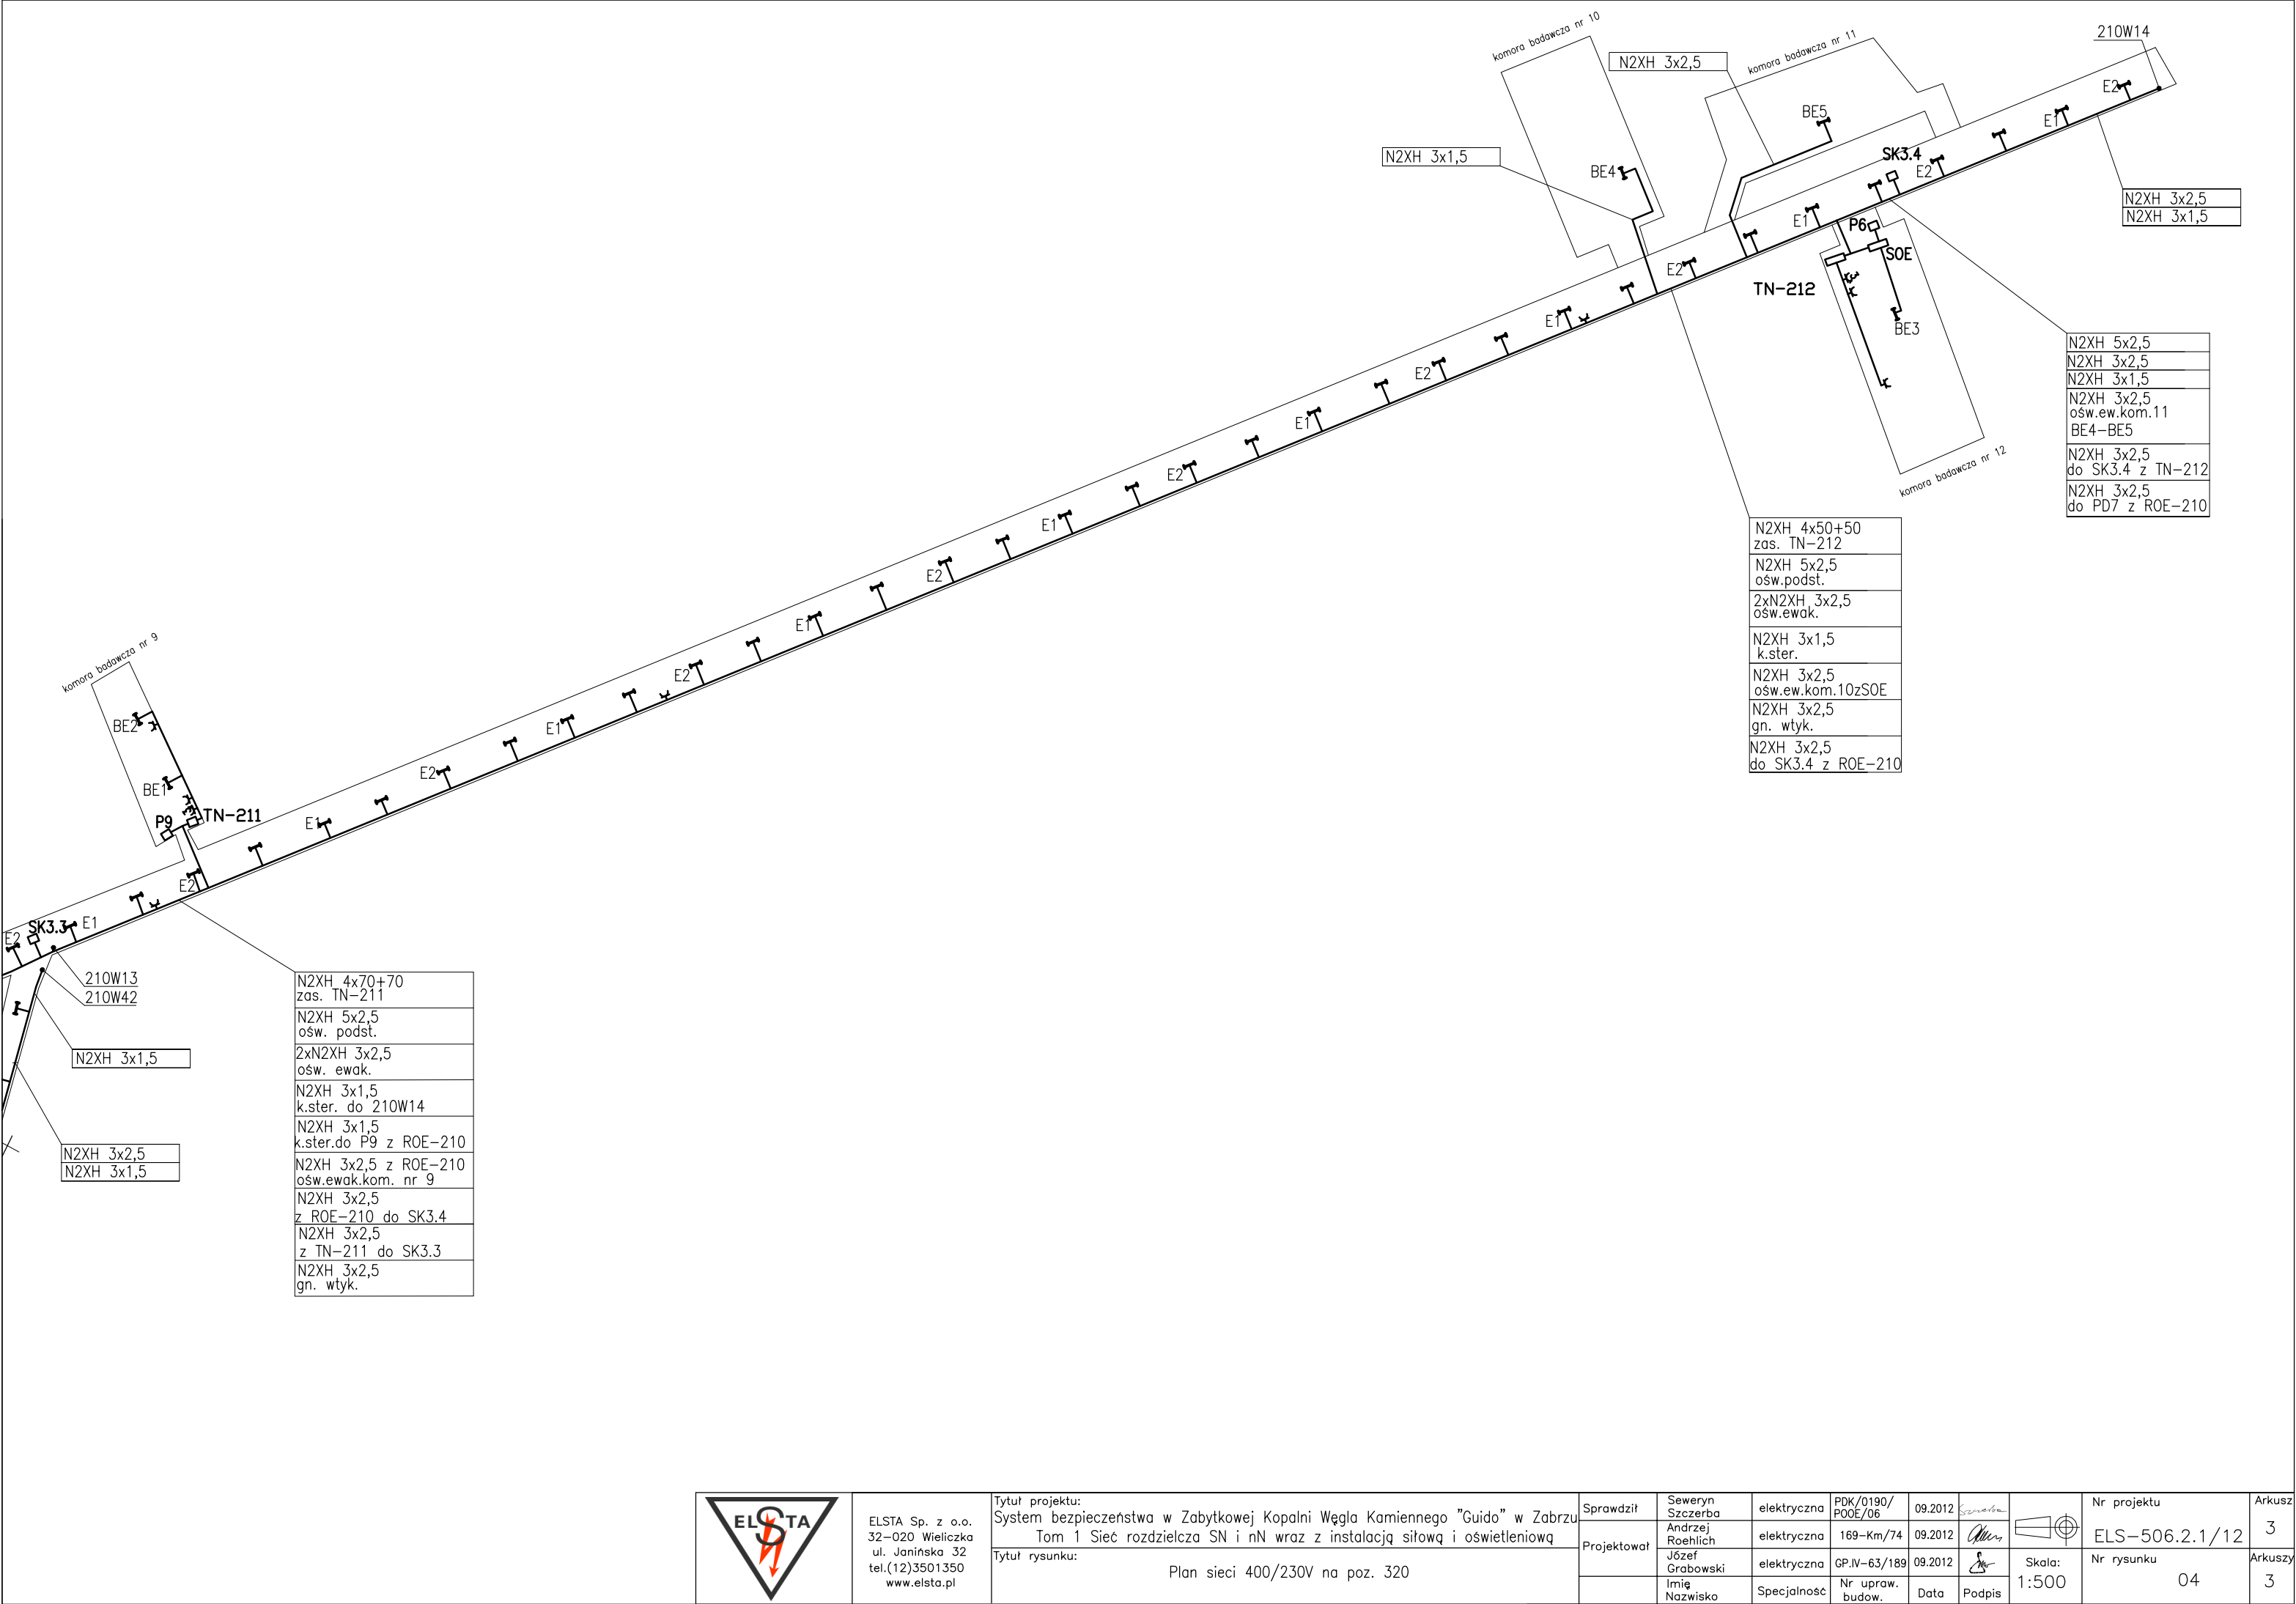 komora badawcza nr 10
N2XH 3x2,5
komora badawcza nr 11
210W14
BE5
E2
E1
N2XH 3x1,5
SK3.4
BE4
E2
N2XH 3x2,5
N2XH 3x1,5
E1
P6
SOE
E2
TN-212
BE3
E1
N2XH 5x2,5
N2XH 3x2,5
N2XH 3x1,5
N2XH 3x2,5
ośw.ew.kom.11
BE4-BE5
N2XH 3x2,5
do SK3.4 z TN-212
N2XH 3x2,5
do PD7 z ROE-210
komora badawcza nr 12
E2
E1
E2
E1
E2
E1
E2
E1
E2
E1
N2XH 4x50+50
zas. TN-212
N2XH 5x2,5
ośw.podst.
2xN2XH 3x2,5
ośw.ewak.
N2XH 3x1,5
k.ster.
N2XH 3x2,5
ośw.ew.kom.10zSOE
N2XH 3x2,5
gn. wtyk.
N2XH 3x2,5
do SK3.4 z ROE-210
komora badawcza nr 9
BE2
BE1
P9
TN-211
E2
SK3.3
E1
E2
210W13
210W42
N2XH 3x1,5
N2XH 3x2,5
N2XH 3x1,5
N2XH 4x70+70
zas. TN-211
N2XH 5x2,5
ośw. podst.
2xN2XH 3x2,5
ośw. ewak.
N2XH 3x1,5
k.ster. do 210W14
N2XH 3x1,5
k.ster.do P9 z ROE-210
N2XH 3x2,5 z ROE-210
ośw.ewak.kom. nr 9
N2XH 3x2,5
z ROE-210 do SK3.4
N2XH 3x2,5
z TN-211 do SK3.3
N2XH 3x2,5
gn. wtyk.
ELSTA
ELSTA Sp. z o.o.
32-020 Wieliczka
ul. Janińska 32
tel.(12)3501350
www.elsta.pl
Tytuł projektu:
System bezpieczeństwa w Zabytkowej Kopalni Węgla Kamiennego "Guido" w Zabrzu
Tom 1 Sieć rozdzielcza SN i nN wraz z instalacją siłową i oświetleniową
Tytuł rysunku:
Plan sieci 400/230V na poz. 320
Sprawdził
Seweryn Szczerba
elektryczna
PDK/0190/POOE/06
09.2012
Projektował
Andrzej Roehlich
elektryczna
169-Km/74
09.2012
Józef Grabowski
elektryczna
GP.IV-63/189
09.2012
Imię Nazwisko
Specjalność
Nr upraw. budow.
Data
Podpis
Skala:
1:500
Nr projektu
ELS-506.2.1/12
Nr rysunku
04
Arkusz
3
Arkuszy
3